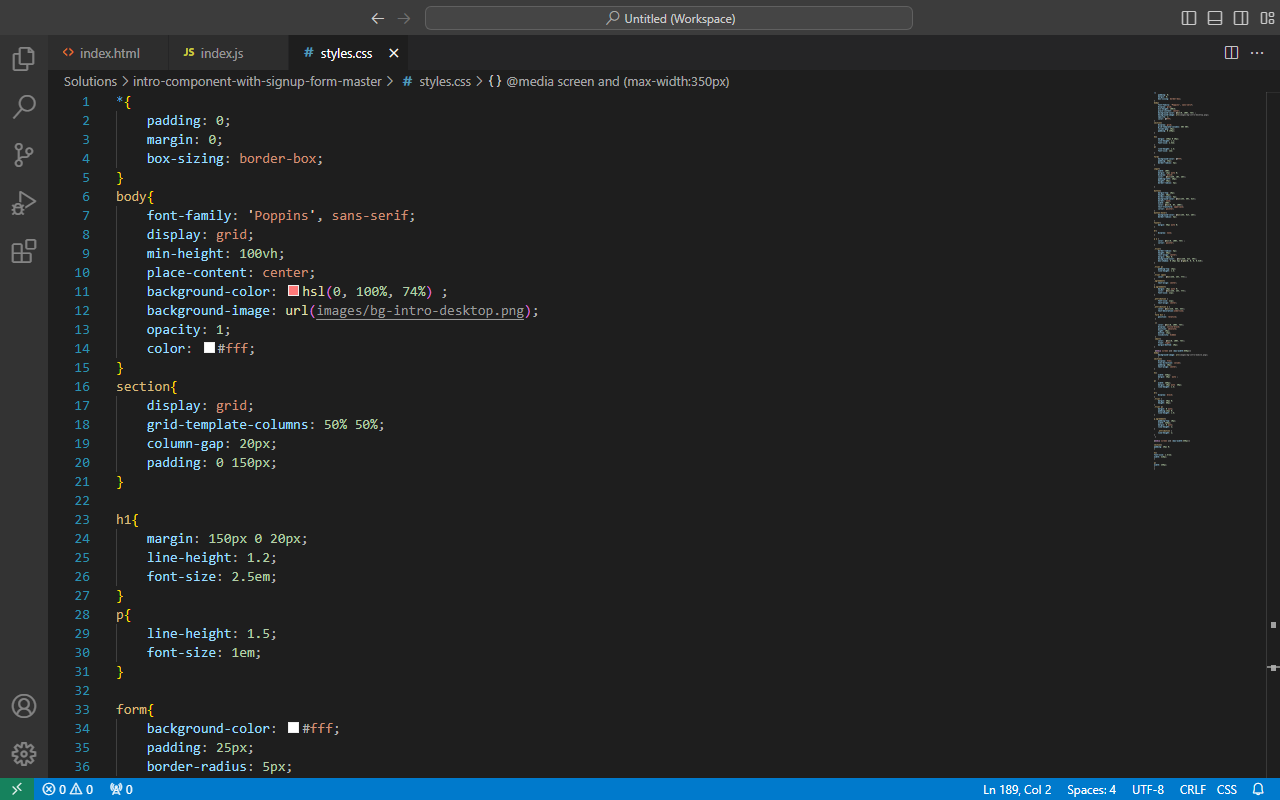 Untitled (Workspace)
index.html
JS index.js
# styles.css
Solutions > intro-component-with-signup-form-master > # styles.css > {} @media screen and (max-width:350px)
1 *{
2 padding: 0;
3 margin: 0;
4 box-sizing: border-box;
5 }
6 body{
7 font-family: 'Poppins', sans-serif;
8 display: grid;
9 min-height: 100vh;
10 place-content: center;
11 background-color: hsl(0, 100%, 74%) ;
12 background-image: url(images/bg-intro-desktop.png);
13 opacity: 1;
14 color: #fff;
15 }
16 section{
17 display: grid;
18 grid-template-columns: 50% 50%;
19 column-gap: 20px;
20 padding: 0 150px;
21 }
22
23 h1{
24 margin: 150px 0 20px;
25 line-height: 1.2;
26 font-size: 2.5em;
27 }
28 p{
29 line-height: 1.5;
30 font-size: 1em;
31 }
32
33 form{
34 background-color: #fff;
35 padding: 25px;
36 border-radius: 5px;
0 0 0 Ln 189, Col 2 Spaces: 4 UTF-8 CRLF CSS